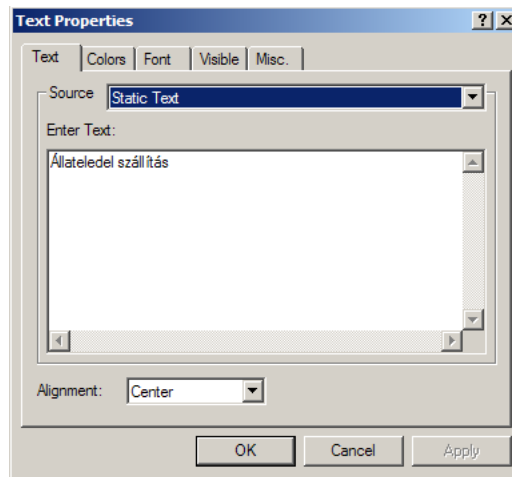 Text Properties
Text Colors Font Visible Misc.
Source Static Text
Enter Text:
Állateledel szállítás
Alignment: Center
OK Cancel Apply